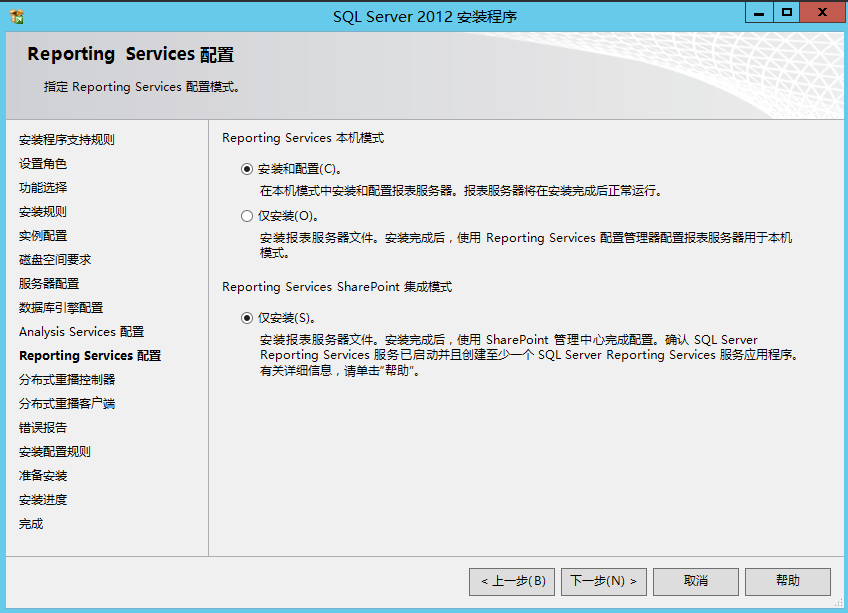 SQL Server 2012 安装程序
Reporting Services 配置
指定 Reporting Services 配置模式。
安装程序支持规则
设置角色
功能选择
安装规则
实例配置
磁盘空间要求
服务器配置
数据库引擎配置
Analysis Services 配置
Reporting Services 配置
分布式重播控制器
分布式重播客户端
错误报告
安装配置规则
准备安装
安装进度
完成
Reporting Services 本机模式
安装和配置(C)。
在本机模式中安装和配置报表服务器。报表服务器将在安装完成后正常运行。
仅安装(O)。
安装报表服务器文件。安装完成后，使用 Reporting Services 配置管理器配置报表服务器用于本机
模式。
Reporting Services SharePoint 集成模式
仅安装(S)。
安装报表服务器文件。安装完成后，使用 SharePoint 管理中心完成配置。确认 SQL Server
Reporting Services 服务已启动并且创建至少一个 SQL Server Reporting Services 服务应用程序。
有关详细信息，请单击“帮助”。
< 上一步(B)
下一步(N) >
取消
帮助